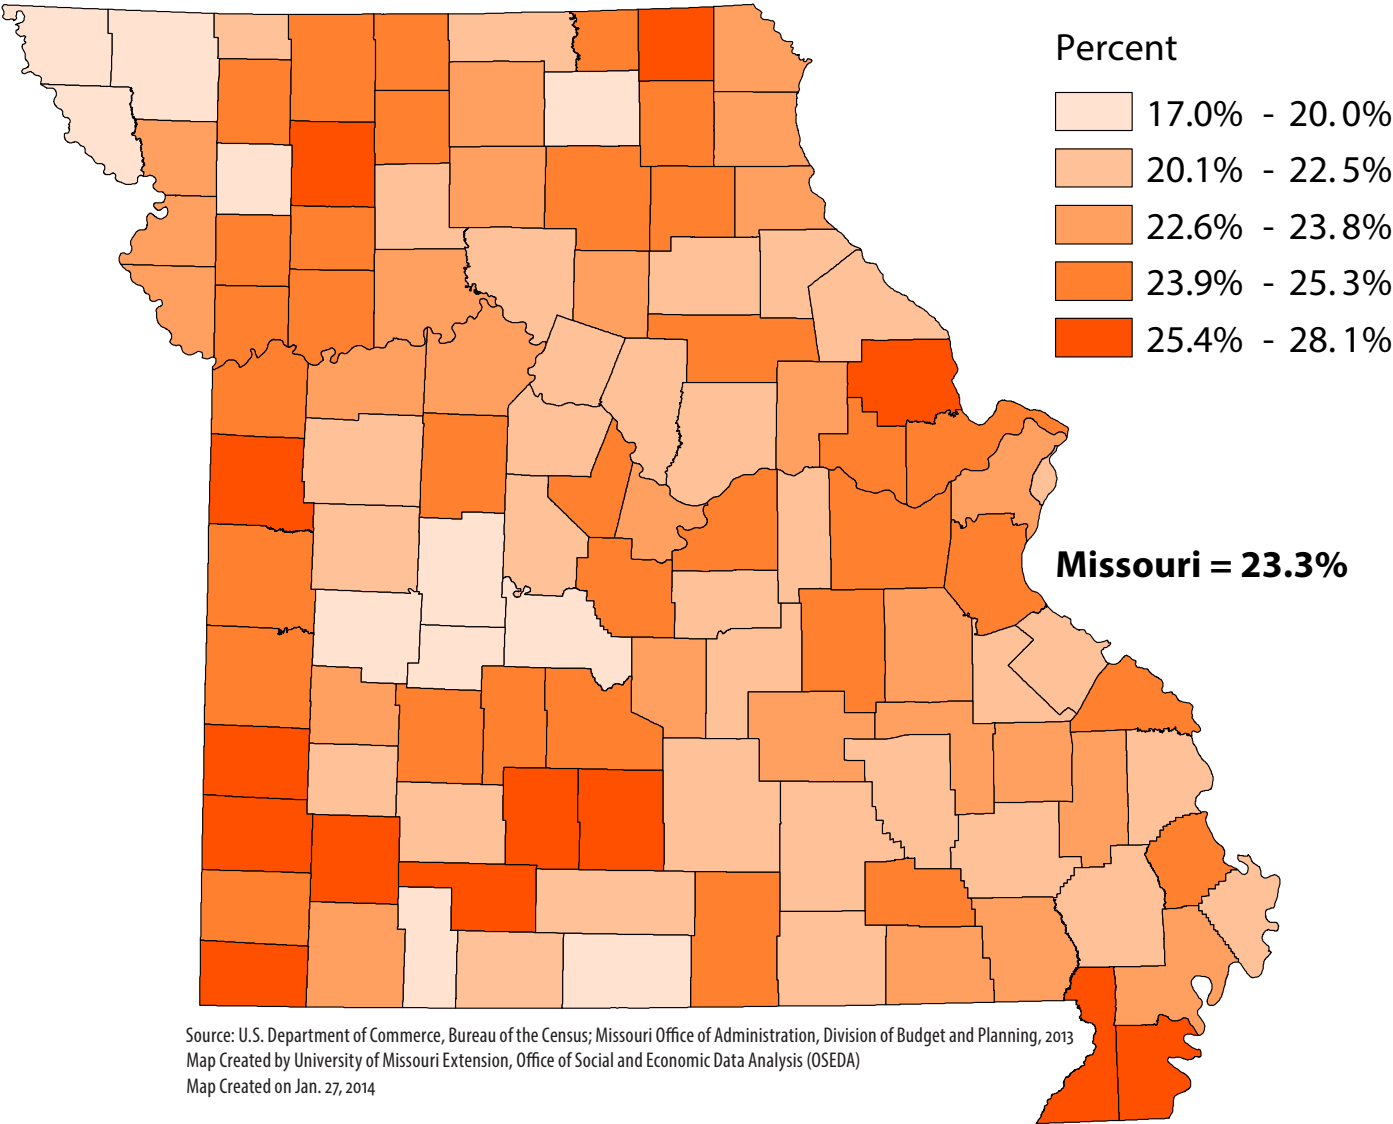 Percent
17.0% - 20.0%
20.1% - 22.5%
22.6% - 23.8%
23.9% - 25.3%
25.4% - 28.1%
Missouri = 23.3%
Source: U.S. Department of Commerce, Bureau of the Census; Missouri Office of Administration, Division of Budget and Planning, 2013
Map Created by University of Missouri Extension, Office of Social and Economic Data Analysis (OSEDA)
Map Created on Jan. 27, 2014